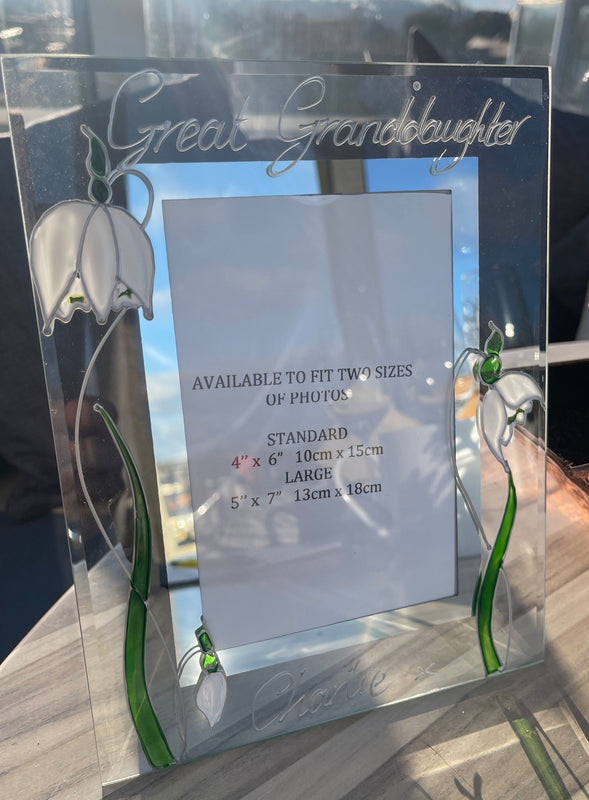 Great Granddaughter
AVAILABLE TO FIT TWO SIZES
OF PHOTOS
STANDARD
4’’ x 6” 10cm x 15cm
LARGE
5’’ x 7” 13cm x 18cm
Charlie x